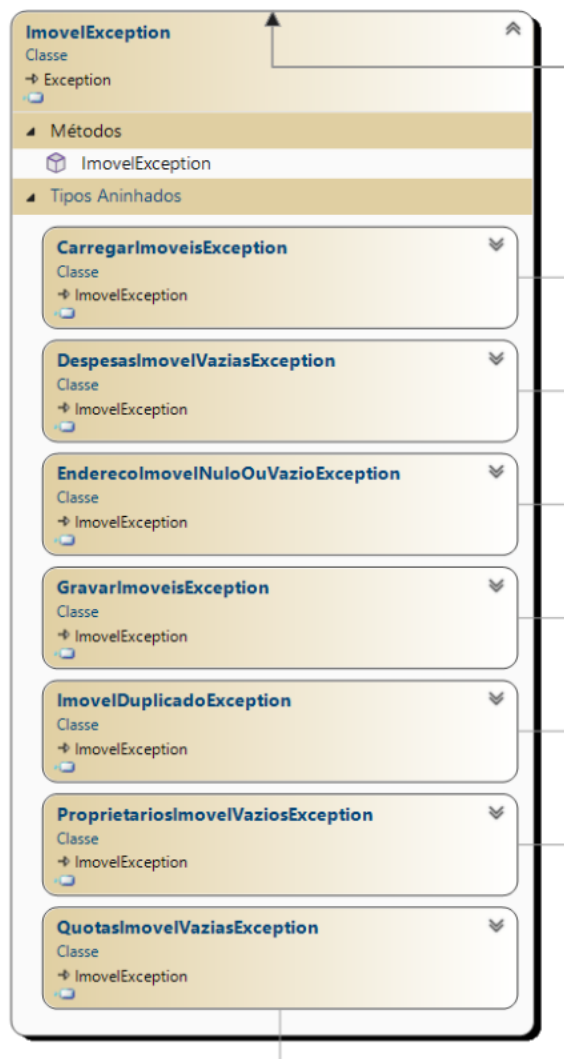 ImovelException
Classe
Exception
Métodos
ImovelException
Tipos Aninhados
CarregarImoveisException
Classe
ImovelException
DespesasImovelVaziasException
Classe
ImovelException
EnderecoImovelNuloOuVazioException
Classe
ImovelException
GravarImoveisException
Classe
ImovelException
ImovelDuplicadoException
Classe
ImovelException
ProprietariosImovelVaziosException
Classe
ImovelException
QuotasImovelVaziasException
Classe
ImovelException